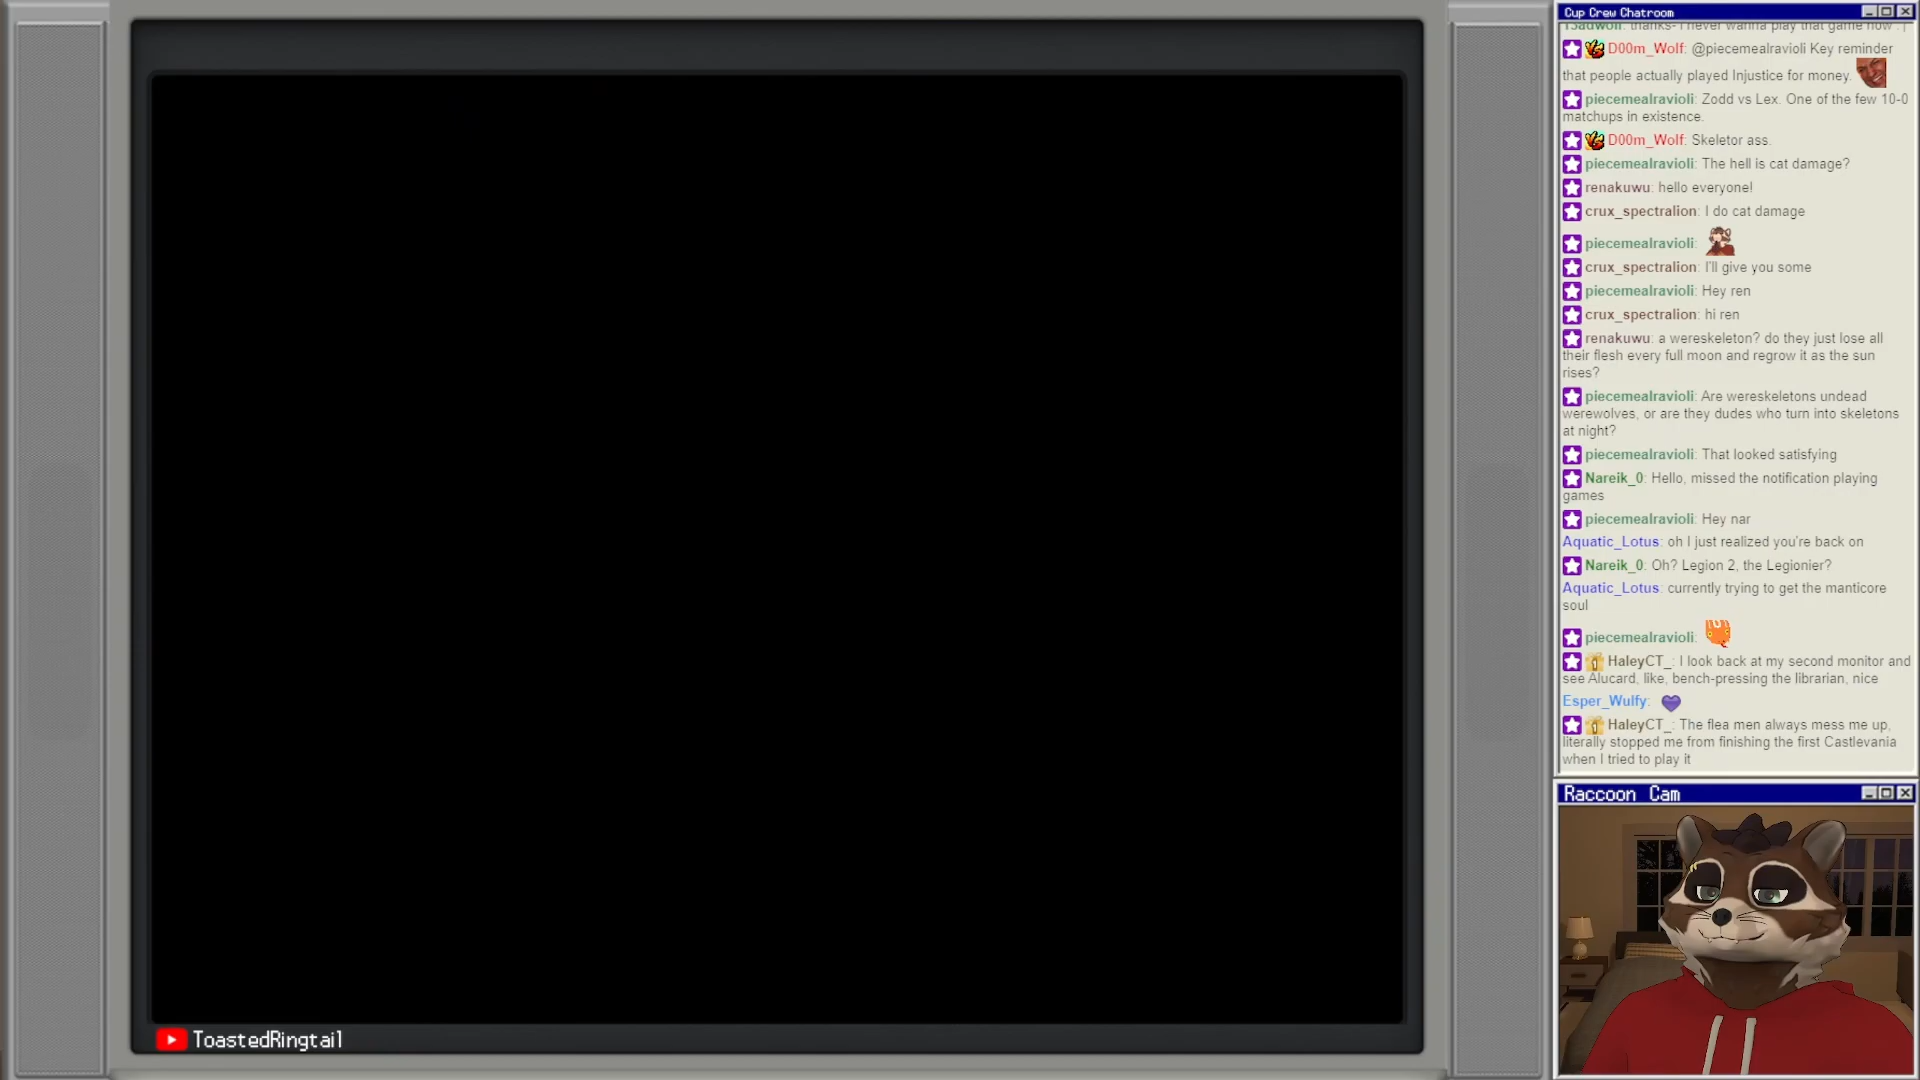 Cup Crew Chatroom
thanks- I never wanna play that game now
D00m_Wolf: @piecemealravioli Key reminder
that people actually played Injustice for money.
piecemealravioli: Zodd vs Lex. One of the few 10-0
matchups in existence.
D00m_Wolf: Skeletor ass.
piecemealravioli: The hell is cat damage?
renakuwu: hello everyone!
crux_spectralion: I do cat damage
piecemealravioli:
crux_spectralion: I'll give you some
piecemealravioli: Hey ren
crux_spectralion: hi ren
renakuwu: a wereskeleton? do they just lose all
their flesh every full moon and regrow it as the sun
rises?
piecemealravioli: Are wereskeletons undead
werewolves, or are they dudes who turn into skeletons
at night?
piecemealravioli: That looked satisfying
Nareik_0: Hello, missed the notification playing
games
piecemealravioli: Hey nar
Aquatic_Lotus: oh I just realized you're back on
Nareik_0: Oh? Legion 2, the Legionier?
Aquatic_Lotus: currently trying to get the manticore
soul
piecemealravioli:
HaleyCT_: I look back at my second monitor and
see Alucard, like, bench-pressing the librarian, nice
Esper_Wulfy:
HaleyCT_: The flea men always mess me up,
literally stopped me from finishing the first Castlevania
when I tried to play it
Raccoon Cam
ToastedRingtail